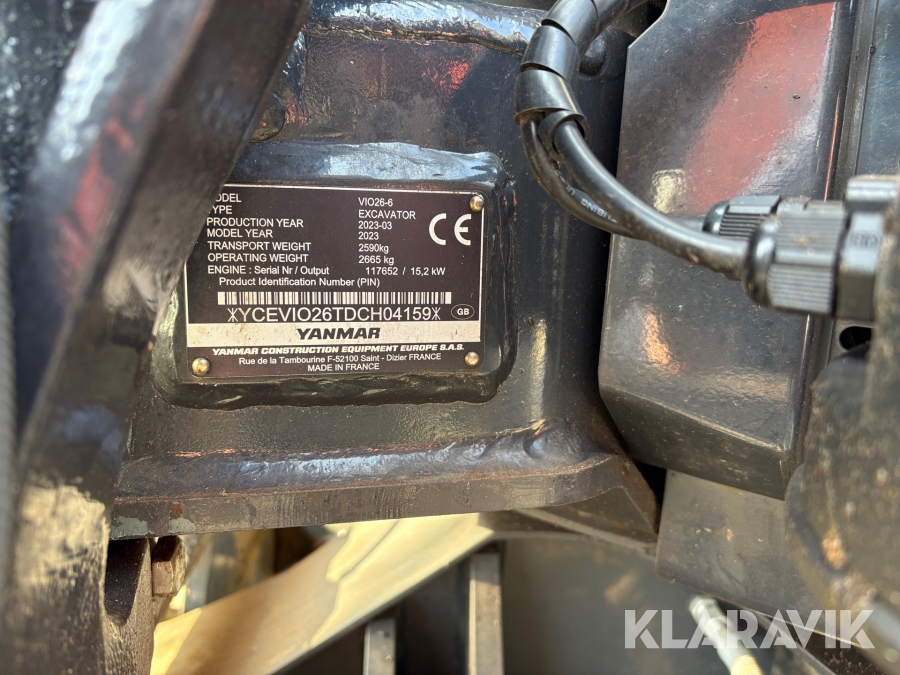 MODEL VIO26-6
TYPE EXCAVATOR
PRODUCTION YEAR 2023-03
MODEL YEAR 2023
TRANSPORT WEIGHT 2590kg
OPERATING WEIGHT 2665 kg
ENGINE : Serial Nr / Output 117652 / 15,2 kW
Product Identification Number (PIN)
CE
*YCEVIO26TDCH04159*
GB
YANMAR
YANMAR CONSTRUCTION EQUIPMENT EUROPE S.A.S.
Rue de la Tambourine F-52100 Saint - Dizier FRANCE
MADE IN FRANCE
KLARAVIK